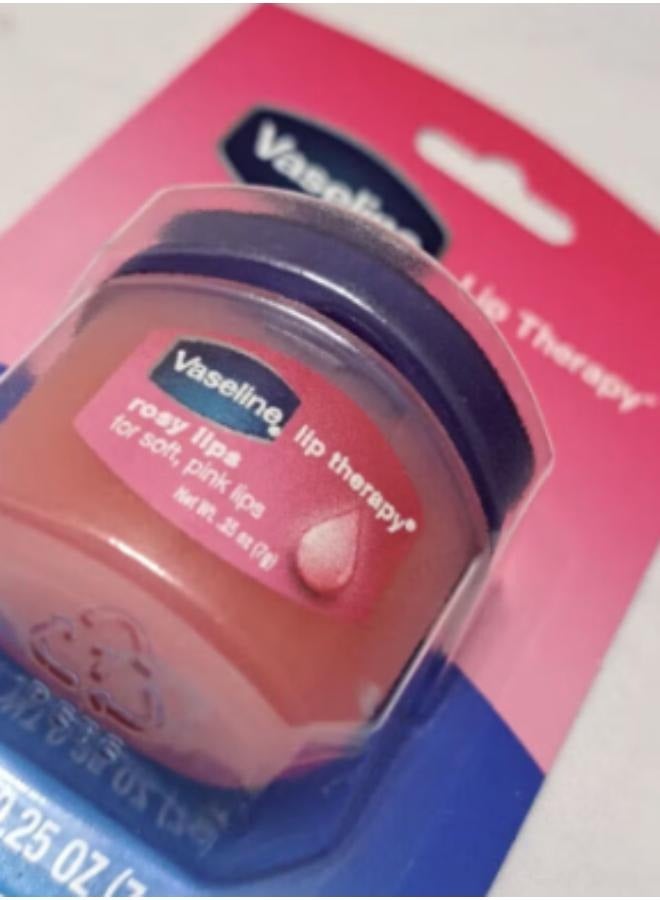 Vaseline
Lip Therapy®
Vaseline®
lip therapy®
rosy lips
for soft, pink lips
Net Wt. .25 oz (7g)
0.25 OZ (7